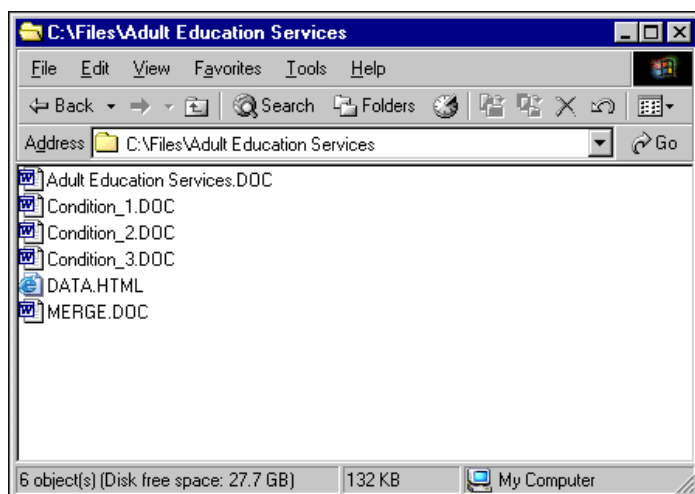 C:\Files\Adult Education Services
File Edit View Favorites Tools Help
Back Search Folders
Address C:\Files\Adult Education Services Go
Adult Education Services.DOC
Condition_1.DOC
Condition_2.DOC
Condition_3.DOC
DATA.HTML
MERGE.DOC
6 object(s) (Disk free space: 27.7 GB) 132 KB My Computer